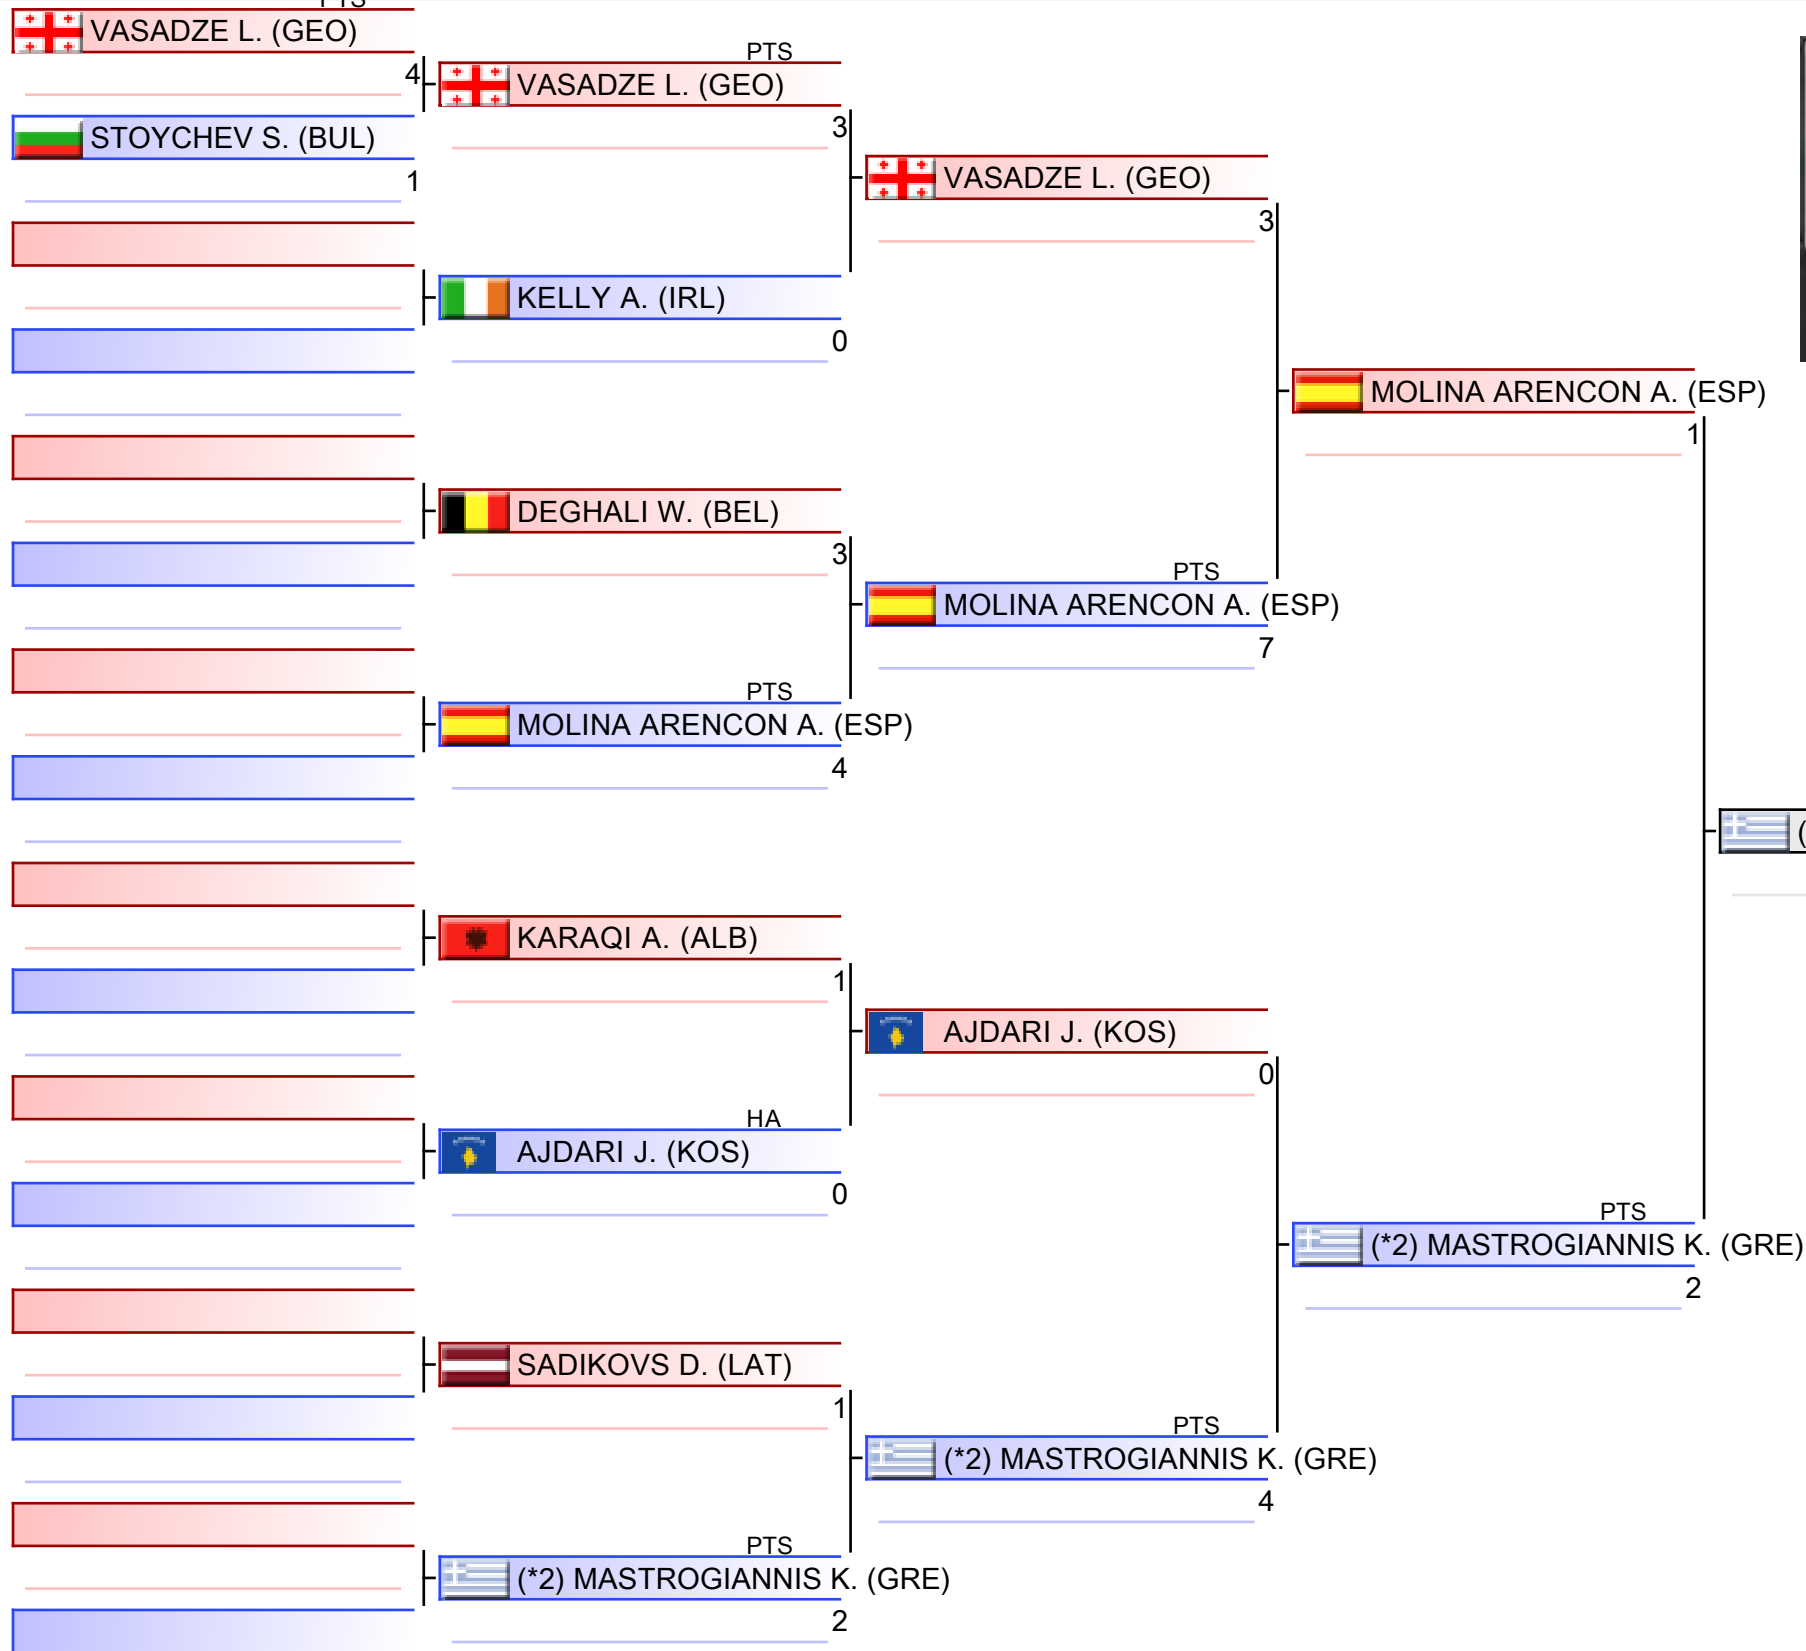 PTS
VASADZE L. (GEO)
4
STOYCHEV S. (BUL)
1
PTS
VASADZE L. (GEO)
3
KELLY A. (IRL)
0
DEGHALI W. (BEL)
3
PTS
MOLINA ARENCON A. (ESP)
4
KARAQI A. (ALB)
1
HA
AJDARI J. (KOS)
0
SADIKOVS D. (LAT)
1
PTS
(*2) MASTROGIANNIS K. (GRE)
2
VASADZE L. (GEO)
3
PTS
MOLINA ARENCON A. (ESP)
7
AJDARI J. (KOS)
0
PTS
(*2) MASTROGIANNIS K. (GRE)
4
MOLINA ARENCON A. (ESP)
1
PTS
(*2) MASTROGIANNIS K. (GRE)
2
(